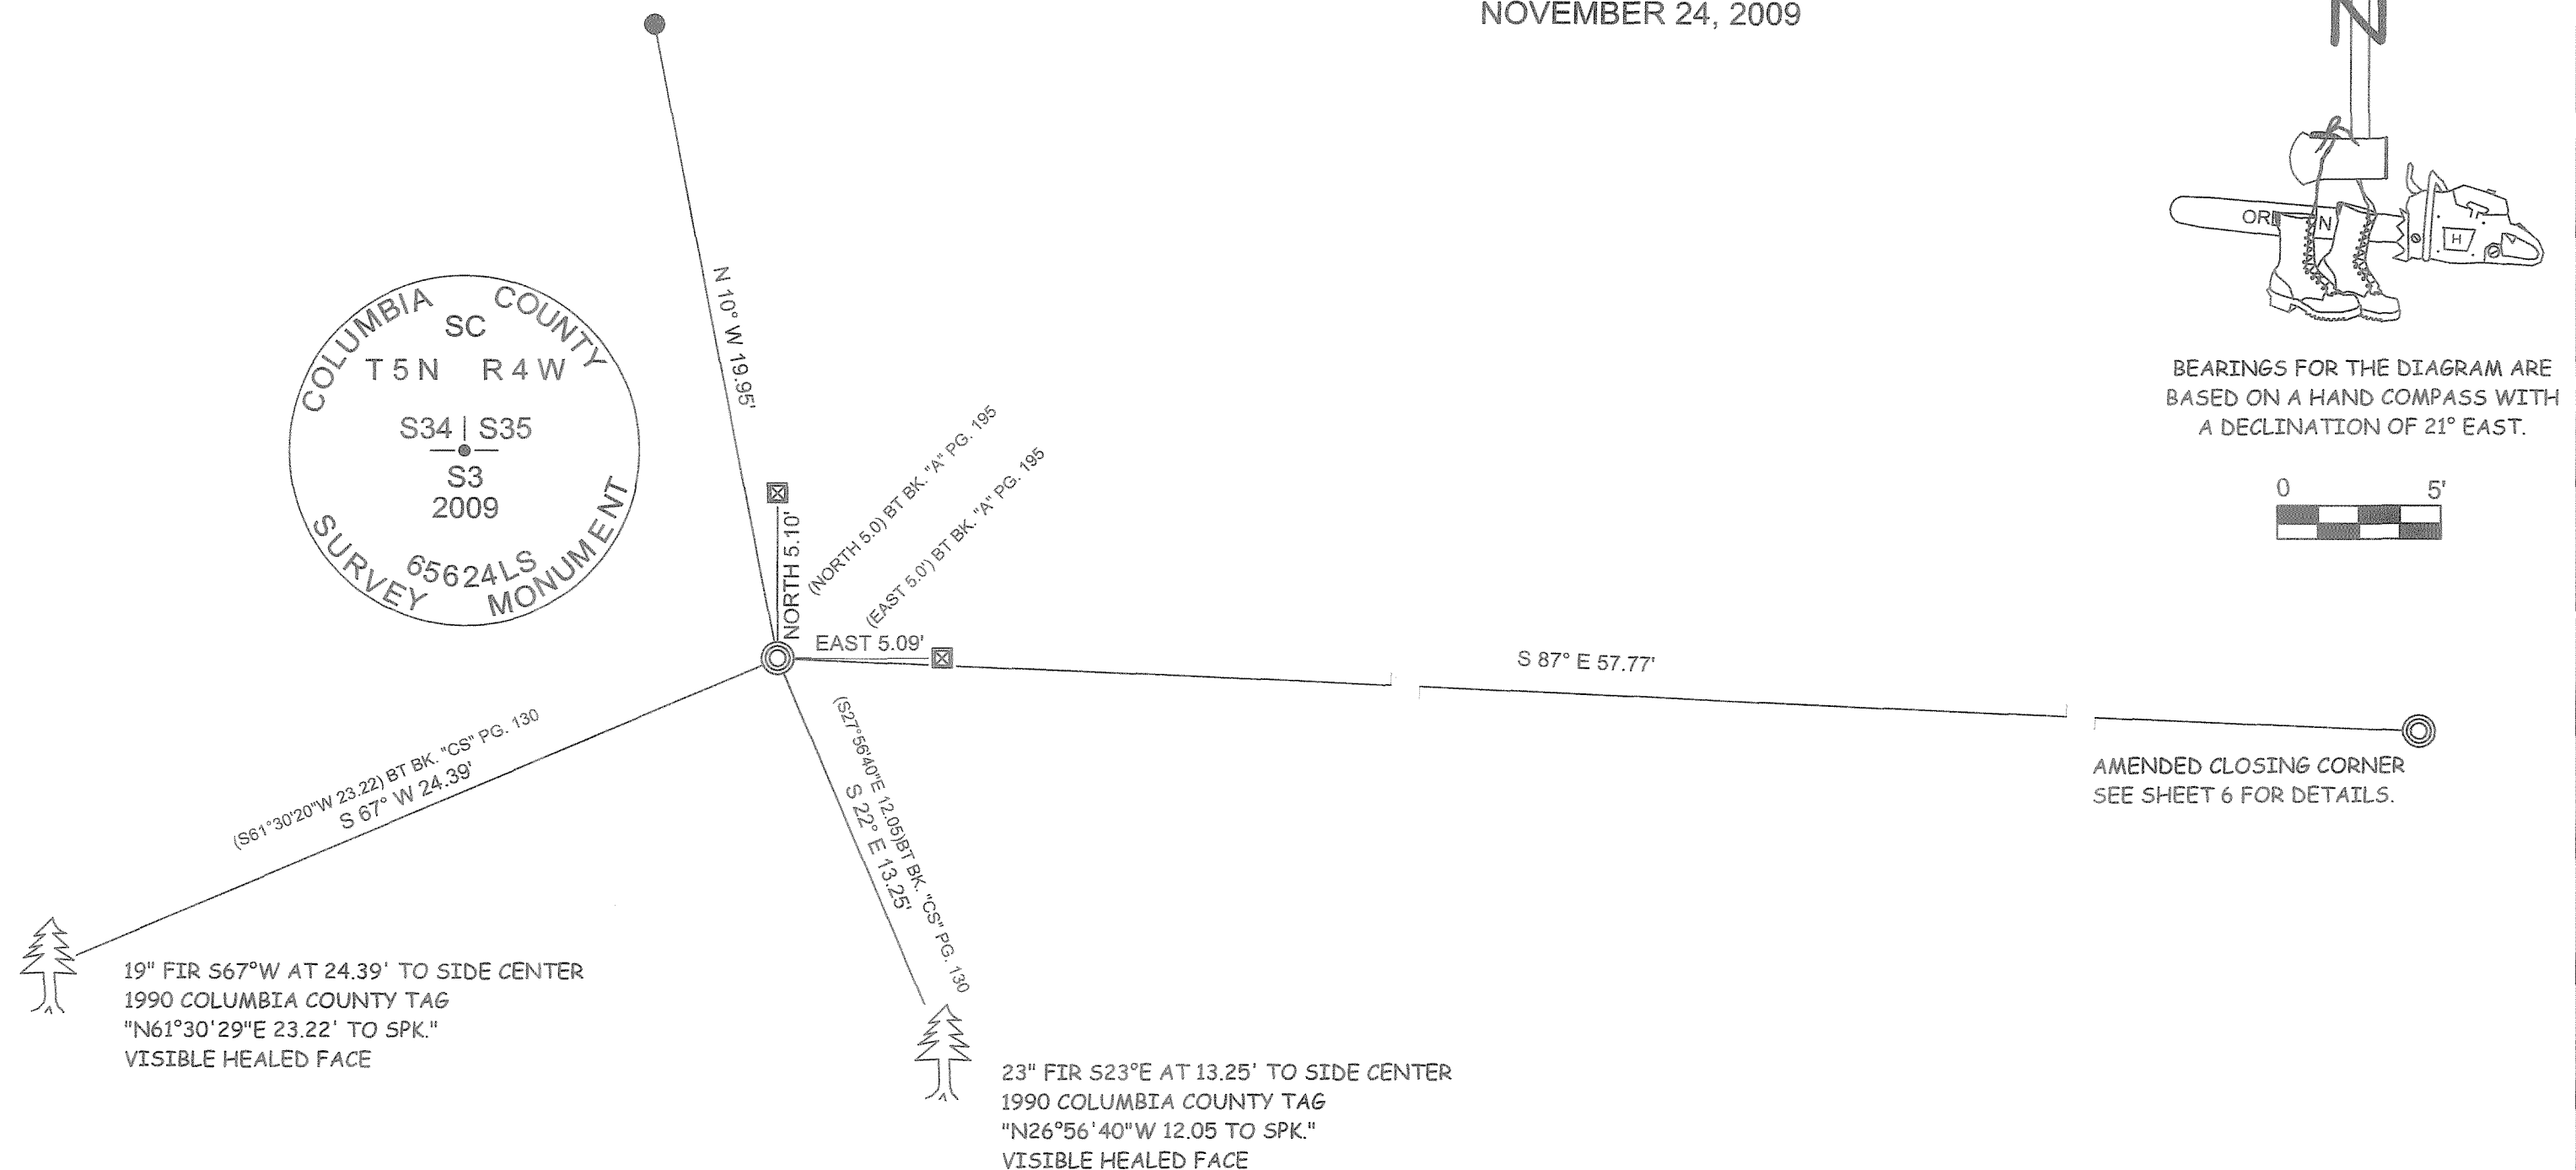 NOVEMBER 24, 2009
N
OR N
H
BEARINGS FOR THE DIAGRAM ARE
BASED ON A HAND COMPASS WITH
A DECLINATION OF 21° EAST.
0 5'
COLUMBIA COUNTY
SC
T 5 N R 4 W
S34 | S35
S3
2009
65624LS
SURVEY MONUMENT
N 10° W 19.95'
NORTH 5.10'
(NORTH 5.0) BT BK. "A" PG. 195
(EAST 5.0') BT BK. "A" PG. 195
EAST 5.09'
S 87° E 57.77'
AMENDED CLOSING CORNER
SEE SHEET 6 FOR DETAILS.
(S61°30'20"W 23.22) BT BK. "CS" PG. 130
S 67° W 24.39'
(S27°56'40"E 12.05)BT BK. "CS" PG. 130
S 22° E 13.25'
19" FIR S67°W AT 24.39' TO SIDE CENTER
1990 COLUMBIA COUNTY TAG
"N61°30'29"E 23.22' TO SPK."
VISIBLE HEALED FACE
23" FIR S23°E AT 13.25' TO SIDE CENTER
1990 COLUMBIA COUNTY TAG
"N26°56'40"W 12.05 TO SPK."
VISIBLE HEALED FACE